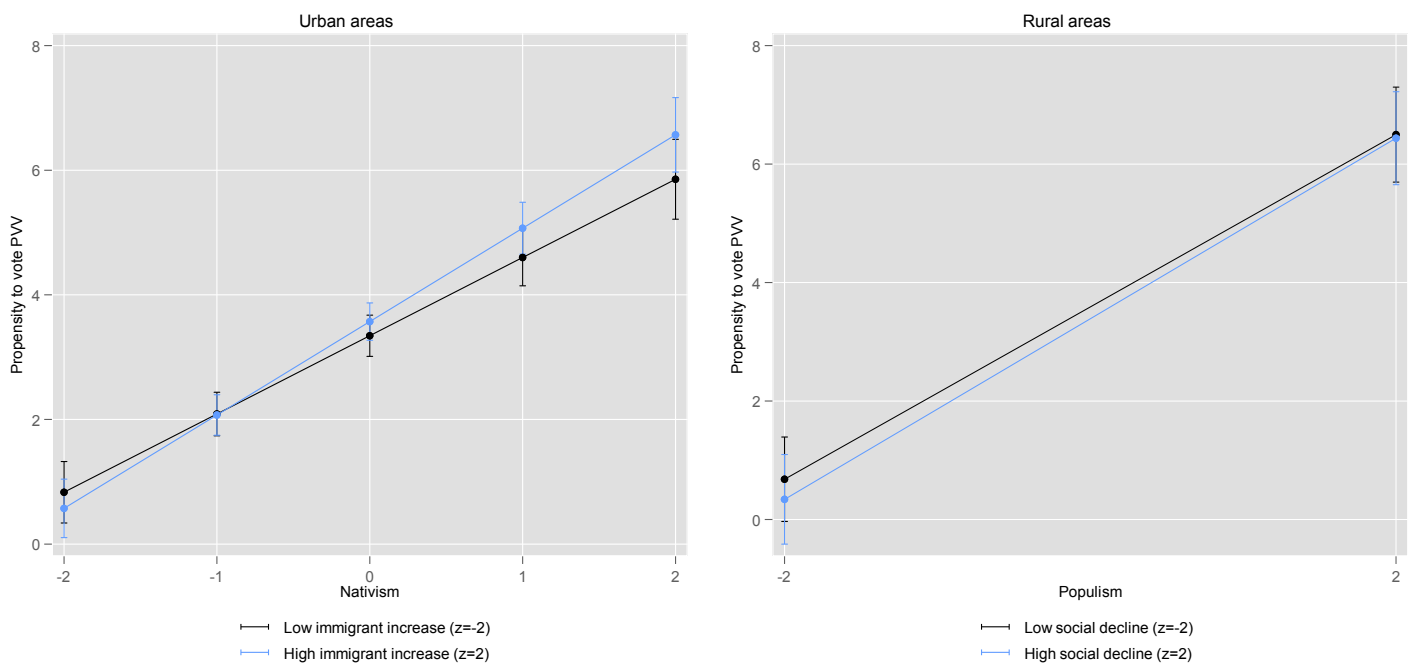 Urban areas
8
6
4
2
0
Propensity to vote PVV
-2
-1
0
1
2
Nativism
Low immigrant increase (z=-2)
High immigrant increase (z=2)
Rural areas
8
6
4
2
0
Propensity to vote PVV
-2
2
Populism
Low social decline (z=-2)
High social decline (z=2)